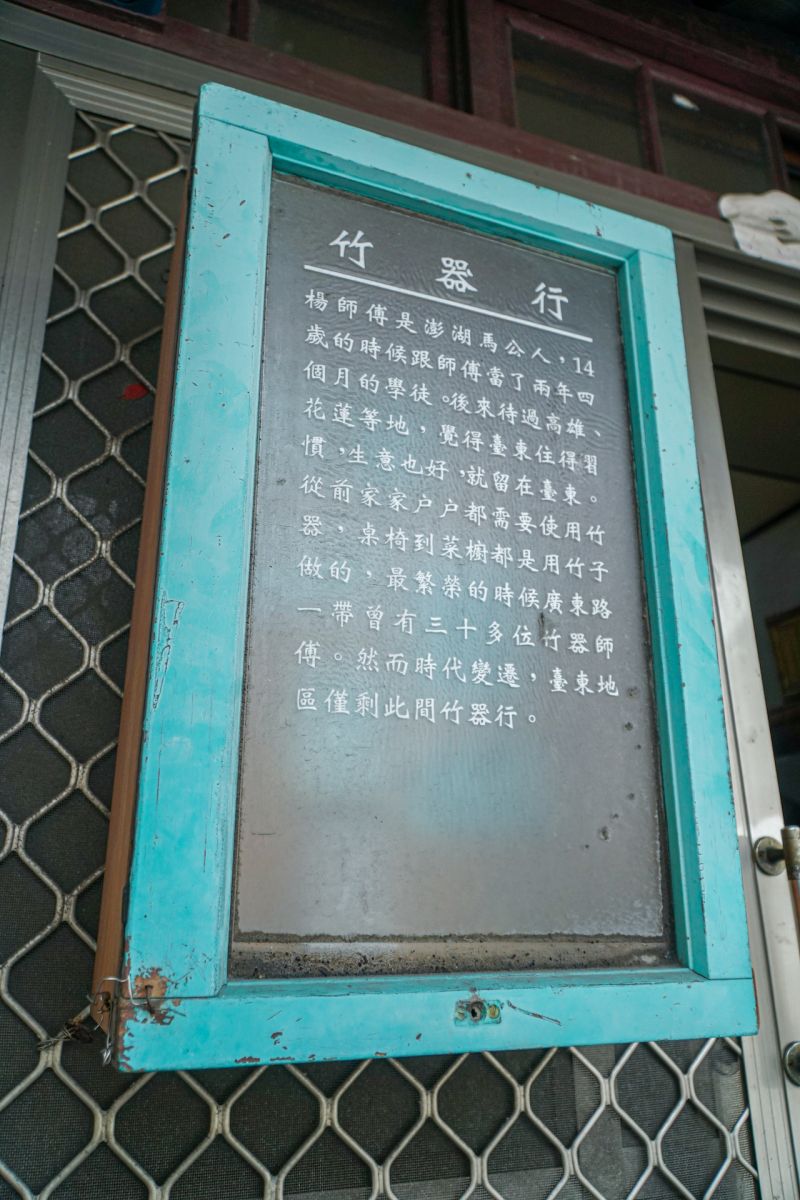 竹器行
楊師傅是澎湖馬公人，14
歲的時候跟師傅當了兩年四
個月的學徒。後來待過高雄、
花蓮等地，覺得臺東住得習
慣，生意也好，就留在臺東。
從前家家户户都需要使用竹
器，桌椅到菜櫥都是用竹子
做的，最繁榮的時候廣東路
一帶曾有三十多位竹器師
傅。然而時代變遷，臺東地
區僅剩此間竹器行。